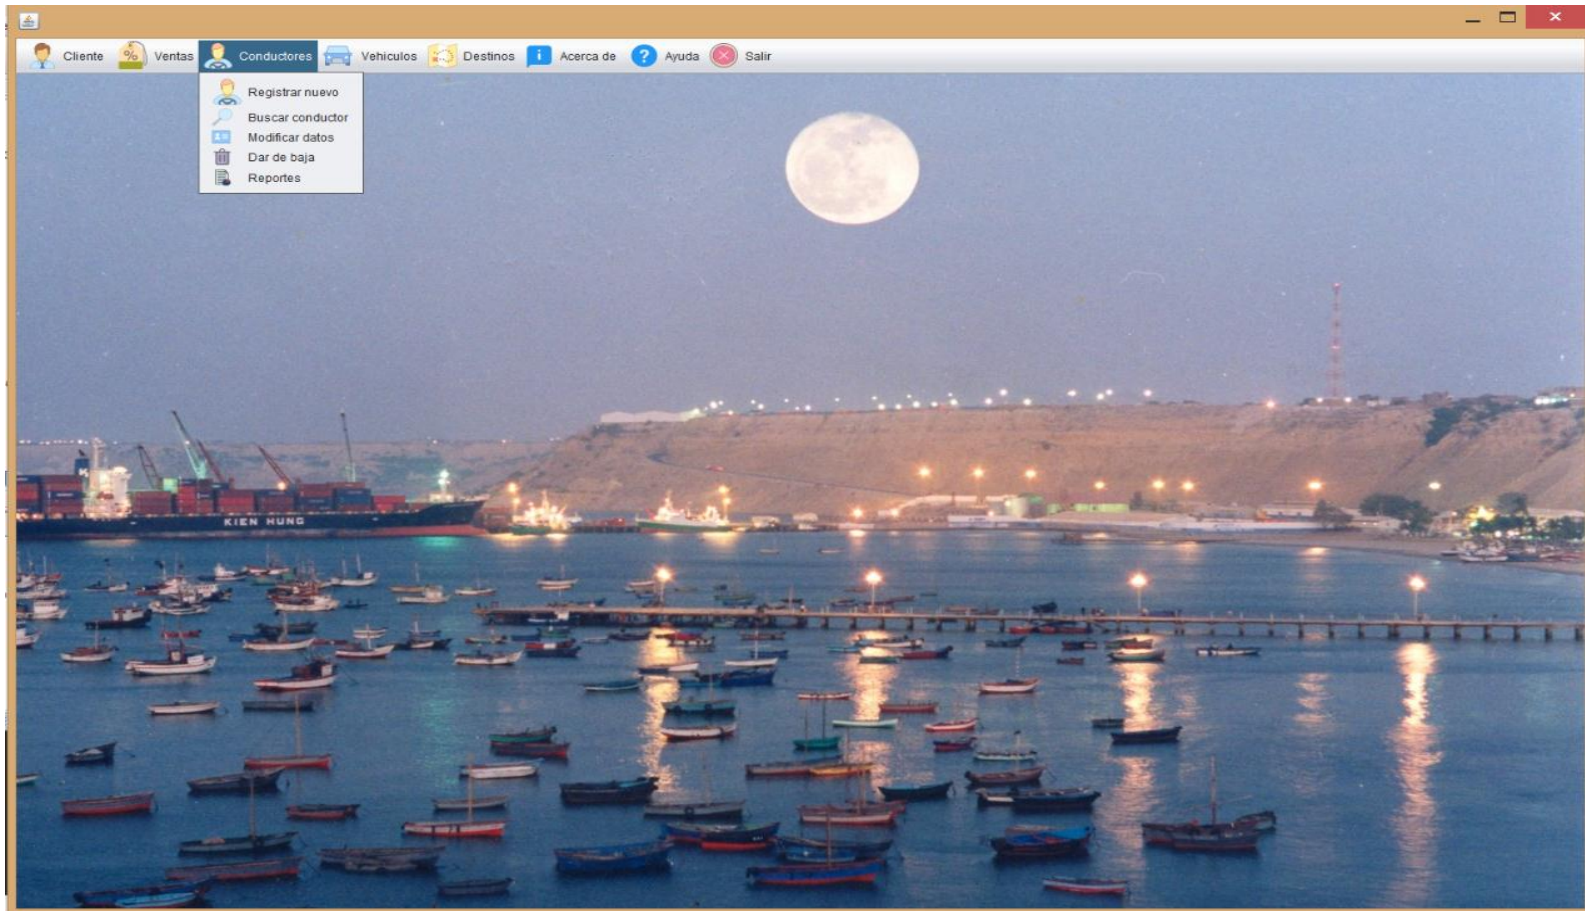 Cliente Ventas Conductores Vehiculos Destinos Acerca de Ayuda Salir
Registrar nuevo
Buscar conductor
Modificar datos
Dar de baja
Reportes
KIEN HUNG